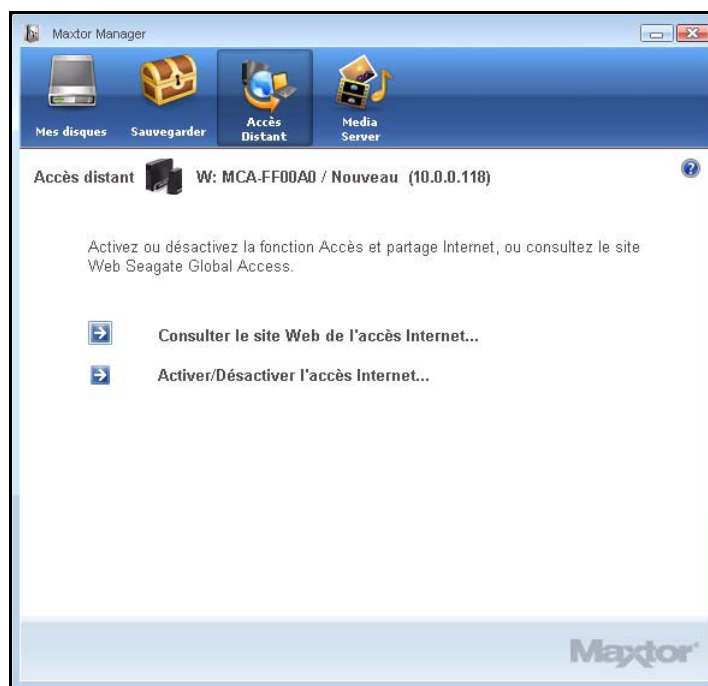 Maxtor Manager
Mes disques
Sauvegarder
Accès
Distant
Media
Server
Accès distant
W: MCA-FF00A0 / Nouveau (10.0.0.118)
?
Activez ou désactivez la fonction Accès et partage Internet, ou consultez le site
Web Seagate Global Access.
Consulter le site Web de l'accès Internet...
Activer/Désactiver l'accès Internet...
Maxtor